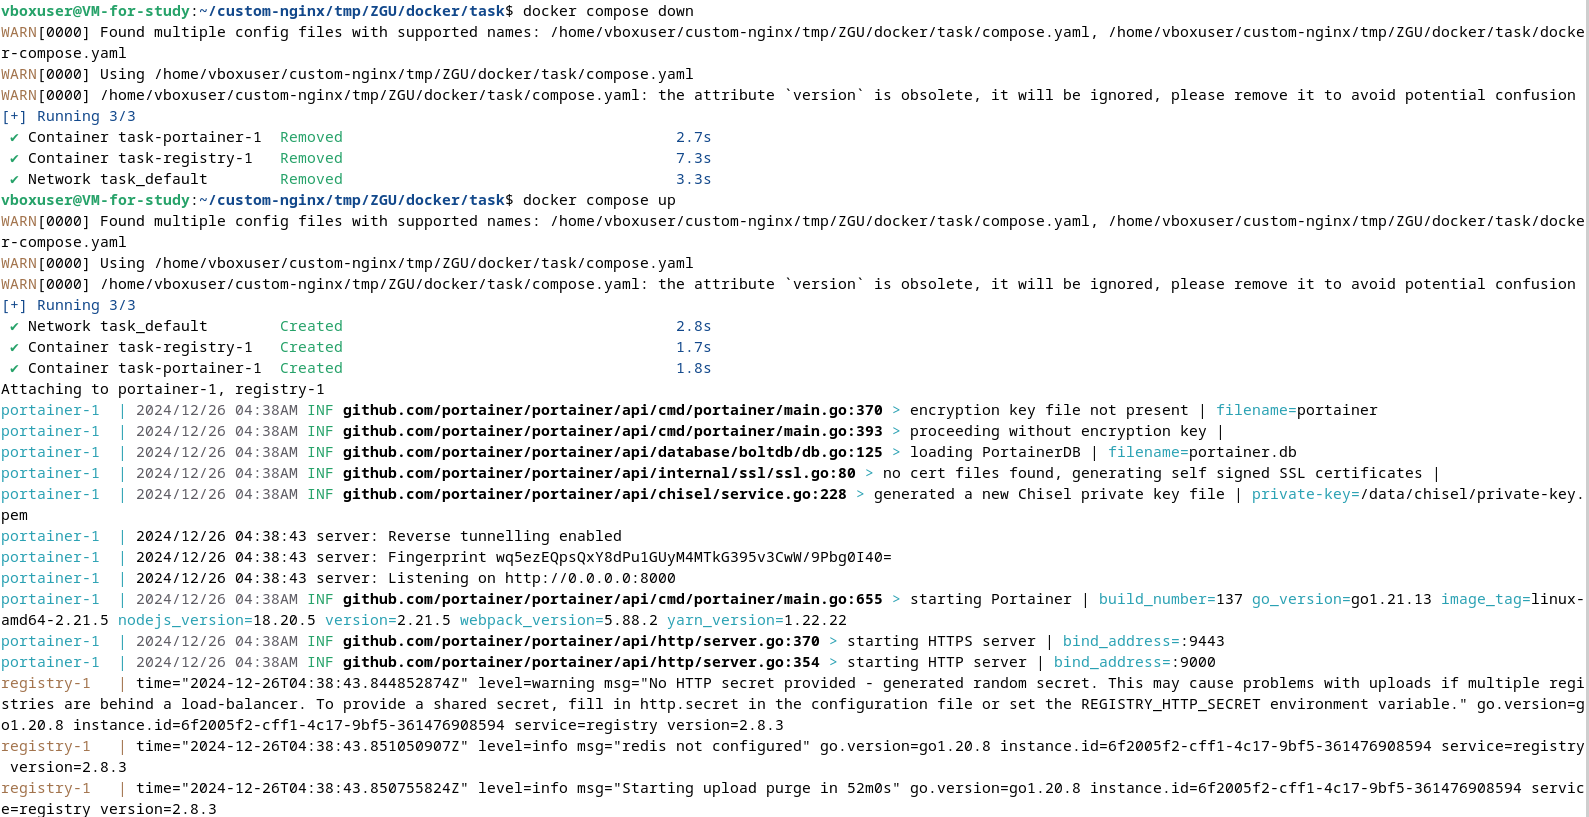 vboxuser@VM-for-study:~/custom-nginx/tmp/ZGU/docker/task$ docker compose down
WARN[0000] Found multiple config files with supported names: /home/vboxuser/custom-nginx/tmp/ZGU/docker/task/compose.yaml, /home/vboxuser/custom-nginx/tmp/ZGU/docker/task/docke
r-compose.yaml
WARN[0000] Using /home/vboxuser/custom-nginx/tmp/ZGU/docker/task/compose.yaml
WARN[0000] /home/vboxuser/custom-nginx/tmp/ZGU/docker/task/compose.yaml: the attribute `version` is obsolete, it will be ignored, please remove it to avoid potential confusion
[+] Running 3/3
 ✔ Container task-portainer-1  Removed                                     2.7s
 ✔ Container task-registry-1   Removed                                     7.3s
 ✔ Network task_default        Removed                                     3.3s
vboxuser@VM-for-study:~/custom-nginx/tmp/ZGU/docker/task$ docker compose up
WARN[0000] Found multiple config files with supported names: /home/vboxuser/custom-nginx/tmp/ZGU/docker/task/compose.yaml, /home/vboxuser/custom-nginx/tmp/ZGU/docker/task/docke
r-compose.yaml
WARN[0000] Using /home/vboxuser/custom-nginx/tmp/ZGU/docker/task/compose.yaml
WARN[0000] /home/vboxuser/custom-nginx/tmp/ZGU/docker/task/compose.yaml: the attribute `version` is obsolete, it will be ignored, please remove it to avoid potential confusion
[+] Running 3/3
 ✔ Network task_default        Created                                     2.8s
 ✔ Container task-registry-1   Created                                     1.7s
 ✔ Container task-portainer-1  Created                                     1.8s
Attaching to portainer-1, registry-1
portainer-1  | 2024/12/26 04:38AM INF github.com/portainer/portainer/api/cmd/portainer/main.go:370 > encryption key file not present | filename=portainer
portainer-1  | 2024/12/26 04:38AM INF github.com/portainer/portainer/api/cmd/portainer/main.go:393 > proceeding without encryption key |
portainer-1  | 2024/12/26 04:38AM INF github.com/portainer/portainer/api/database/boltdb/db.go:125 > loading PortainerDB | filename=portainer.db
portainer-1  | 2024/12/26 04:38AM INF github.com/portainer/portainer/api/internal/ssl/ssl.go:80 > no cert files found, generating self signed SSL certificates |
portainer-1  | 2024/12/26 04:38AM INF github.com/portainer/portainer/api/chisel/service.go:228 > generated a new Chisel private key file | private-key=/data/chisel/private-key.
pem
portainer-1  | 2024/12/26 04:38:43 server: Reverse tunnelling enabled
portainer-1  | 2024/12/26 04:38:43 server: Fingerprint wq5ezEQpsQxY8dPu1GUyM4MTkG395v3CwW/9Pbg0I40=
portainer-1  | 2024/12/26 04:38:43 server: Listening on http://0.0.0.0:8000
portainer-1  | 2024/12/26 04:38AM INF github.com/portainer/portainer/api/cmd/portainer/main.go:655 > starting Portainer | build_number=137 go_version=go1.21.13 image_tag=linux-
amd64-2.21.5 nodejs_version=18.20.5 version=2.21.5 webpack_version=5.88.2 yarn_version=1.22.22
portainer-1  | 2024/12/26 04:38AM INF github.com/portainer/portainer/api/http/server.go:370 > starting HTTPS server | bind_address=:9443
portainer-1  | 2024/12/26 04:38AM INF github.com/portainer/portainer/api/http/server.go:354 > starting HTTP server | bind_address=:9000
registry-1   | time="2024-12-26T04:38:43.844852874Z" level=warning msg="No HTTP secret provided - generated random secret. This may cause problems with uploads if multiple regi
stries are behind a load-balancer. To provide a shared secret, fill in http.secret in the configuration file or set the REGISTRY_HTTP_SECRET environment variable." go.version=g
o1.20.8 instance.id=6f2005f2-cff1-4c17-9bf5-361476908594 service=registry version=2.8.3
registry-1   | time="2024-12-26T04:38:43.851050907Z" level=info msg="redis not configured" go.version=go1.20.8 instance.id=6f2005f2-cff1-4c17-9bf5-361476908594 service=registry
 version=2.8.3
registry-1   | time="2024-12-26T04:38:43.850755824Z" level=info msg="Starting upload purge in 52m0s" go.version=go1.20.8 instance.id=6f2005f2-cff1-4c17-9bf5-361476908594 servic
e=registry version=2.8.3